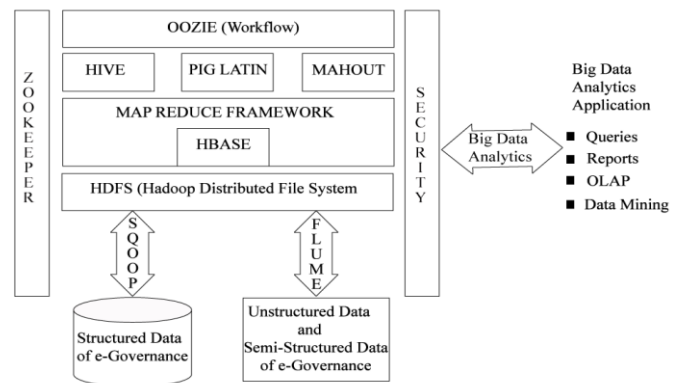 OOZIE (Workflow)
HIVE
PIG LATIN
MAHOUT
MAP REDUCE FRAMEWORK
HBASE
HDFS (Hadoop Distributed File System
ZOOKEEPER
SECURITY
SQOOP
FLUME
Structured Data
of e-Governance
Unstructured Data
and
Semi-Structured Data
of e-Governance
Big Data
Analytics
Big Data
Analytics
Application
■ Queries
■ Reports
■ OLAP
■ Data Mining